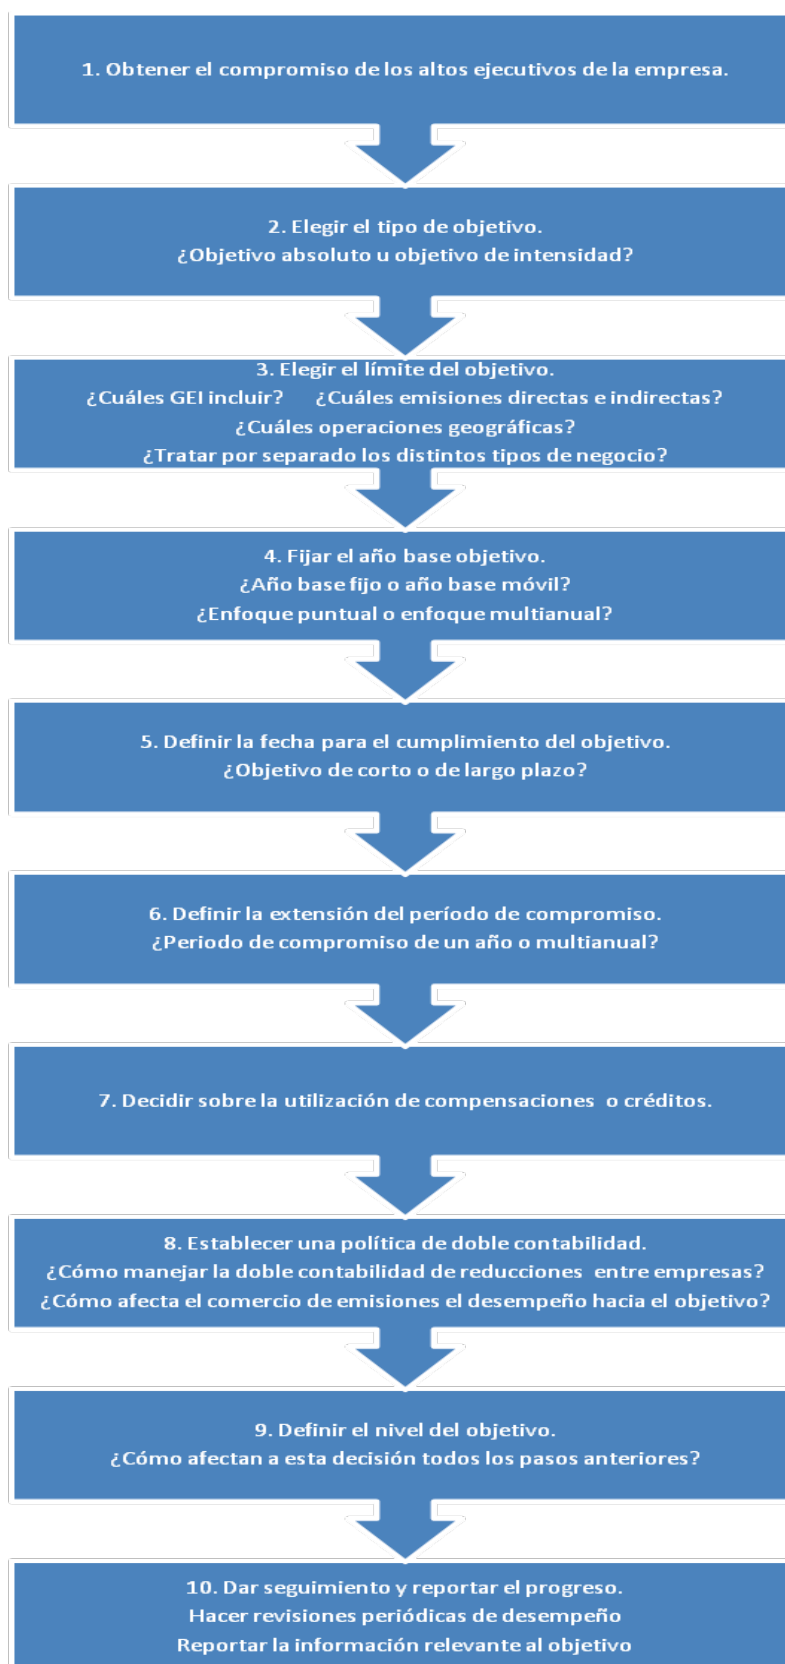 1. Obtener el compromiso de los altos ejecutivos de la empresa.
2. Elegir el tipo de objetivo.
¿Objetivo absoluto u objetivo de intensidad?
3. Elegir el límite del objetivo.
¿Cuáles GEI incluir? ¿Cuáles emisiones directas e indirectas?
¿Cuáles operaciones geográficas?
¿Tratar por separado los distintos tipos de negocio?
4. Fijar el año base objetivo.
¿Año base fijo o año base móvil?
¿Enfoque puntual o enfoque multianual?
5. Definir la fecha para el cumplimiento del objetivo.
¿Objetivo de corto o de largo plazo?
6. Definir la extensión del período de compromiso.
¿Periodo de compromiso de un año o multianual?
7. Decidir sobre la utilización de compensaciones o créditos.
8. Establecer una política de doble contabilidad.
¿Cómo manejar la doble contabilidad de reducciones entre empresas?
¿Cómo afecta el comercio de emisiones el desempeño hacia el objetivo?
9. Definir el nivel del objetivo.
¿Cómo afectan a esta decisión todos los pasos anteriores?
10. Dar seguimiento y reportar el progreso.
Hacer revisiones periódicas de desempeño
Reportar la información relevante al objetivo